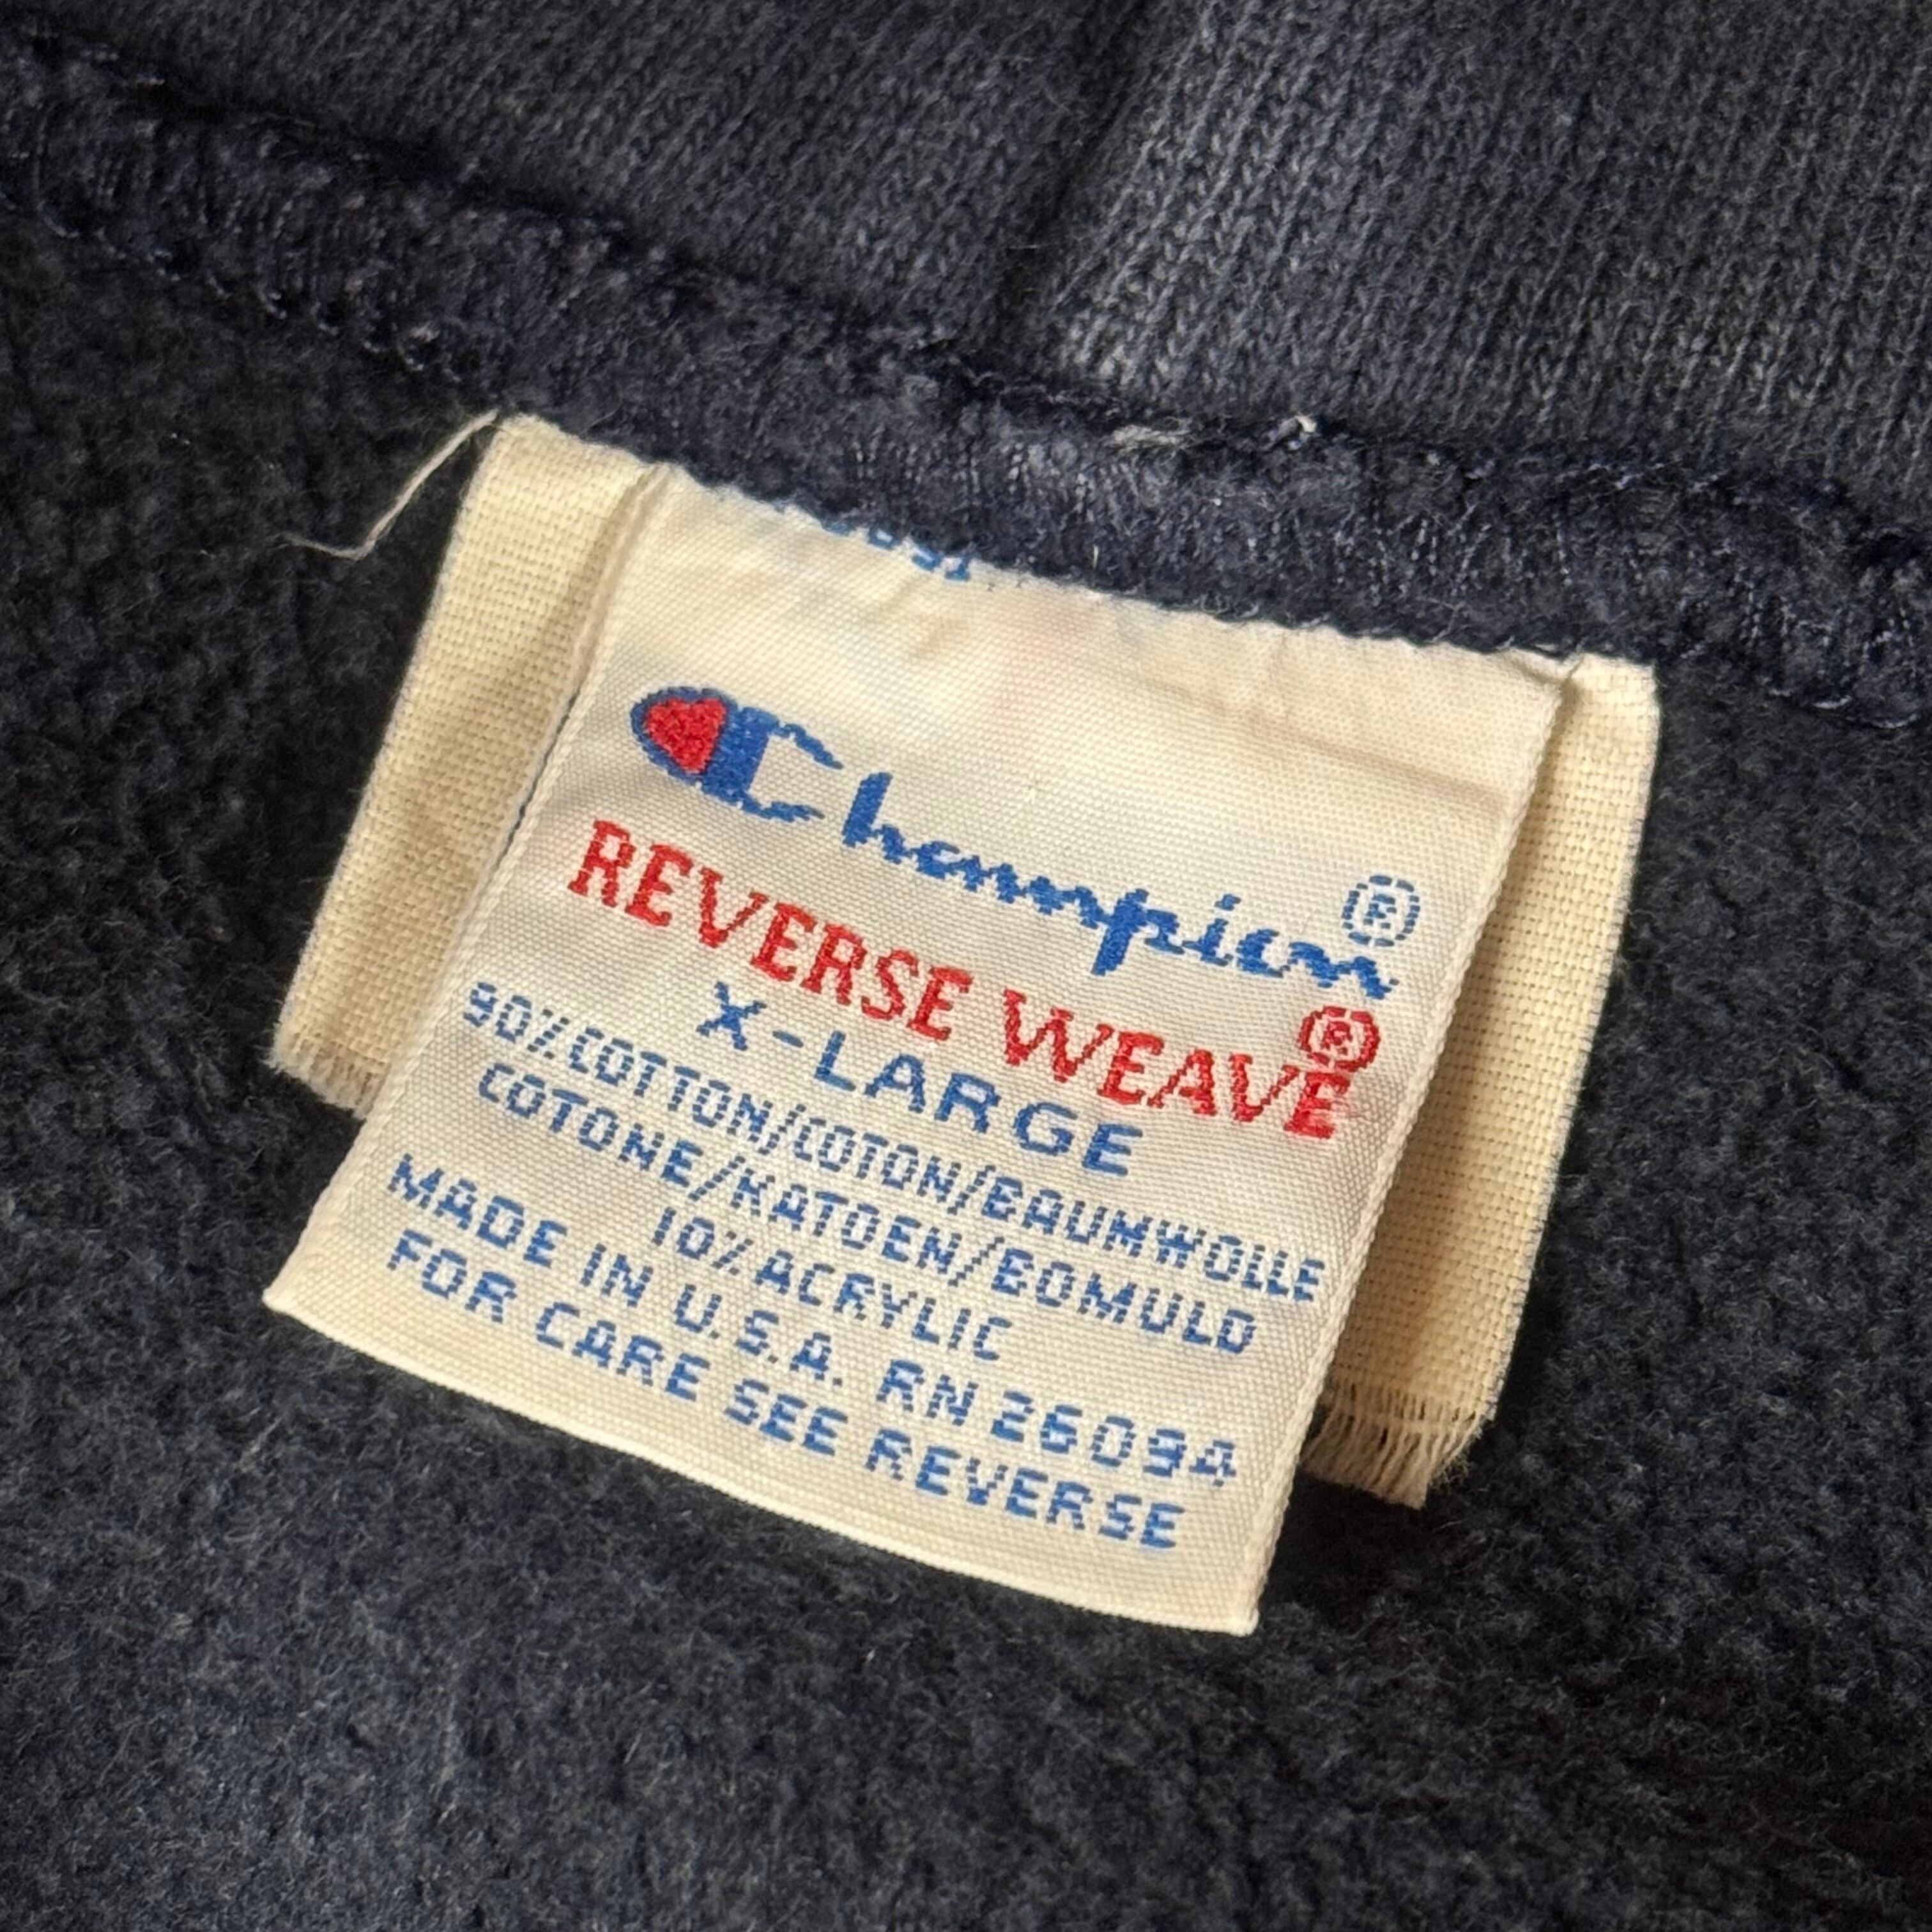 Champion®
REVERSE WEAVE®
X-LARGE
90% COTTON/COTON/BAUMWOLLE
COTONE/KATOEN/BOMULD
10% ACRYLIC
MADE IN U.S.A. RN 26094
FOR CARE SEE REVERSE